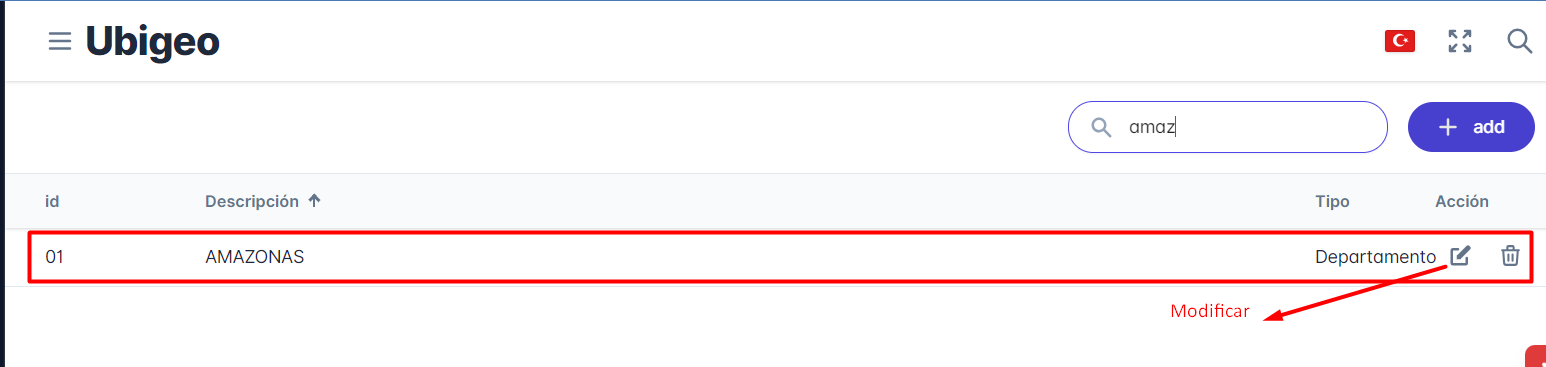 Ubigeo
amaz
add
id Descripción Tipo Acción
01 AMAZONAS Departamento
Modificar